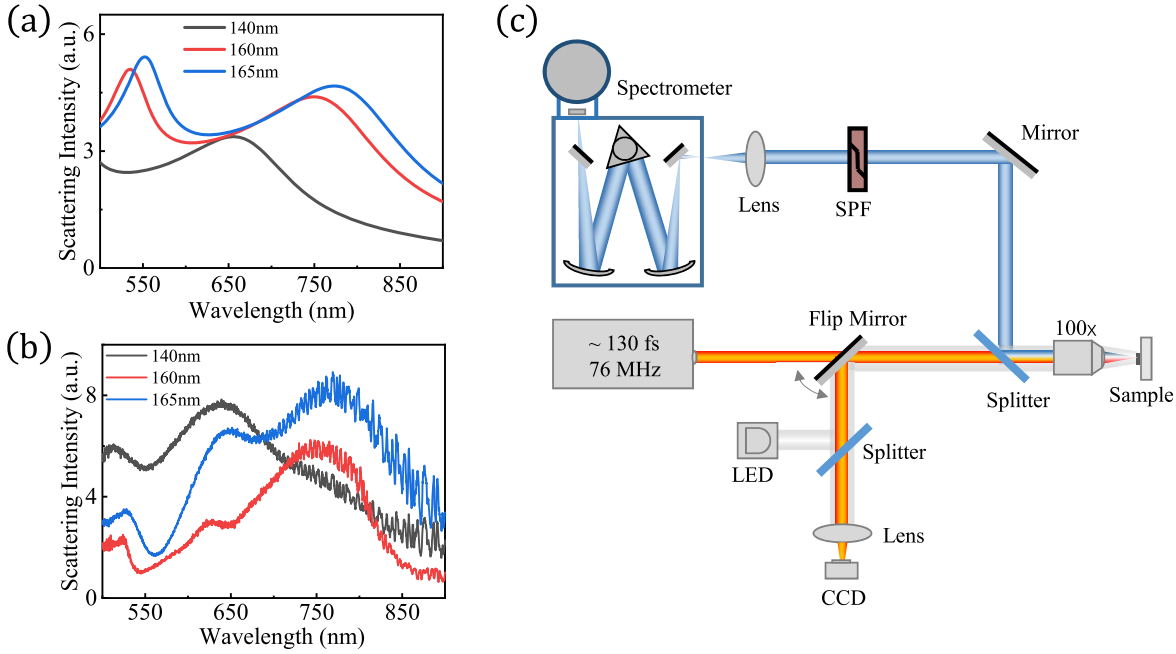 (a)
Scattering Intensity (a.u.)
6
3
0
140nm
160nm
165nm
550 650 750 850
Wavelength (nm)
(b)
Scattering Intensity (a.u.)
8
4
0
140nm
160nm
165nm
550 650 750 850
Wavelength (nm)
(c)
Spectrometer
Lens
SPF
Mirror
~ 130 fs
76 MHz
Flip Mirror
100x
Splitter
Sample
LED
Splitter
Lens
CCD